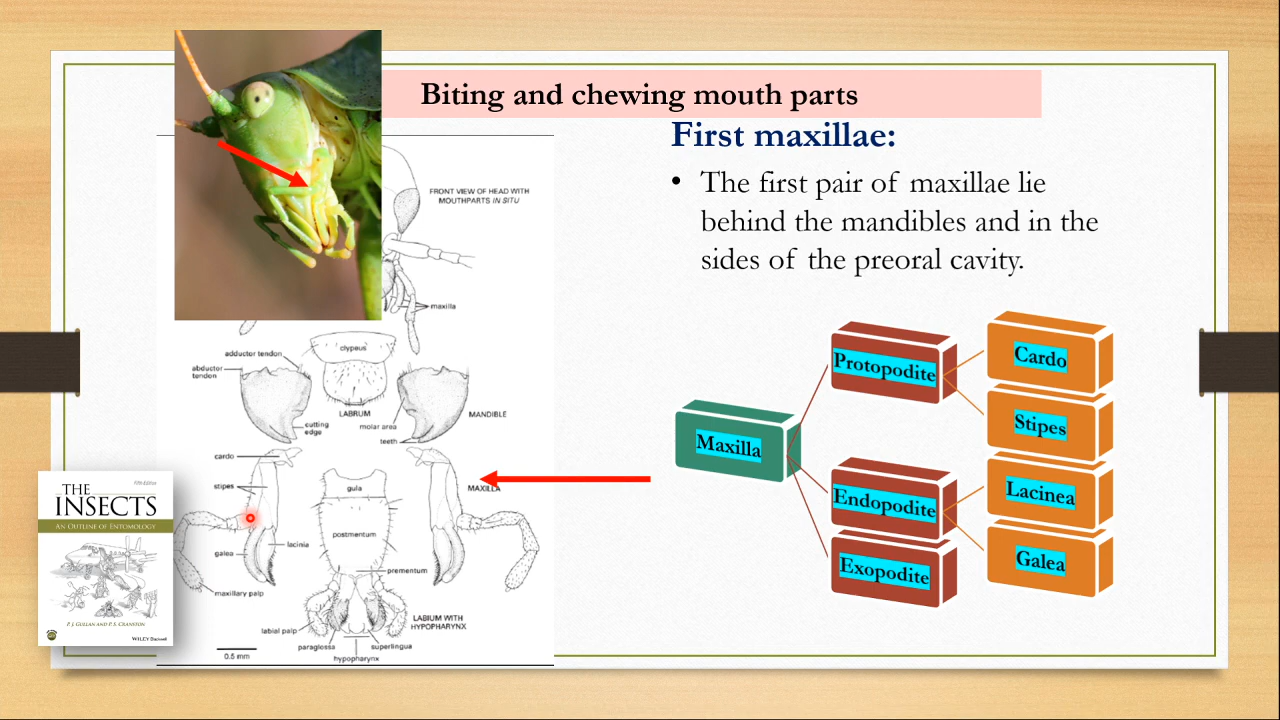 Biting and chewing mouth parts
First maxillae:
• The first pair of maxillae lie
behind the mandibles and in the
sides of the preoral cavity.
FRONT VIEW OF HEAD WITH
MOUTHPARTS IN SITU
maxilla
clypeus
adductor tendon
abductor
tendon
LABRUM
MANDIBLE
cutting
edge
molar area
teeth
cardo
stipes
gula
MAXILLA
postmentum
lacinia
galea
prementum
maxillary palp
LABIUM WITH
HYPOPHARYNX
labial palp
paraglossa
superlingua
hypopharynx
0.5 mm
Maxilla
Protopodite
Endopodite
Exopodite
Cardo
Stipes
Lacinea
Galea
Fifth Edition
THE
INSECTS
AN OUTLINE OF ENTOMOLOGY
P. J. GULLAN AND P. S. CRANSTON
WILEY Blackwell